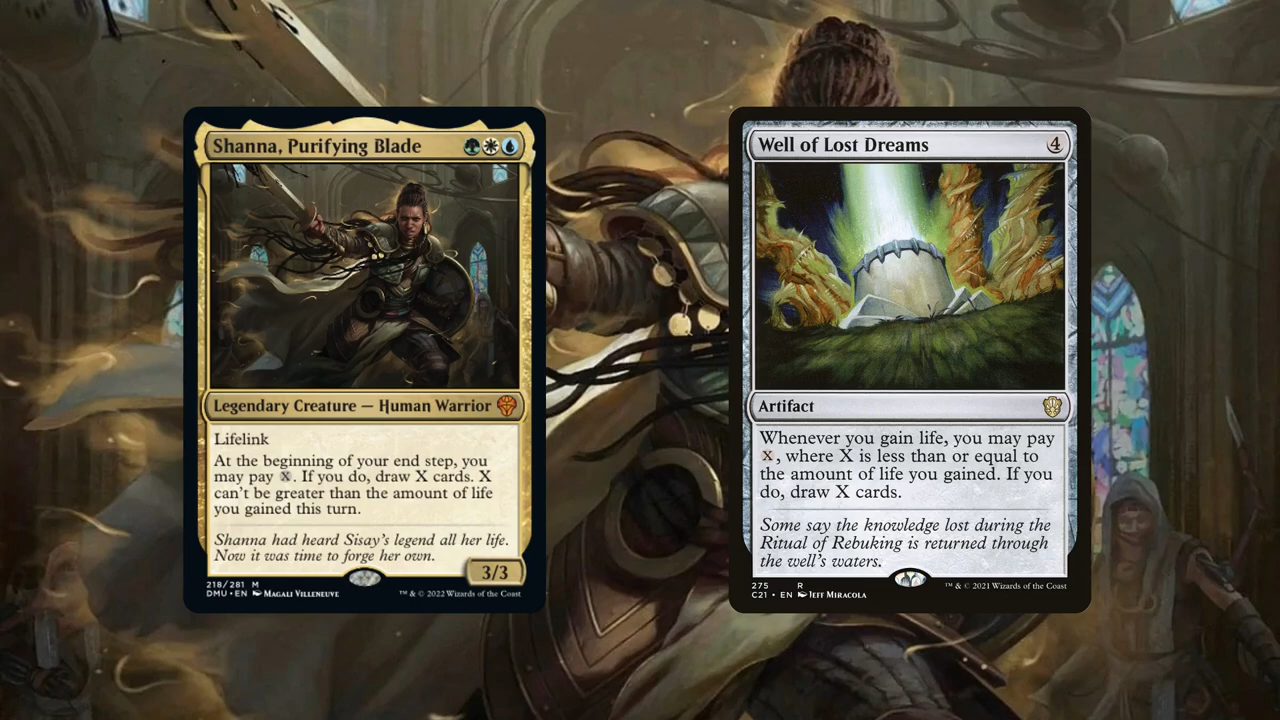 Shanna, Purifying Blade
Legendary Creature — Human Warrior
Lifelink
At the beginning of your end step, you
may pay X. If you do, draw X cards. X
can't be greater than the amount of life
you gained this turn.
Shanna had heard Sisay's legend all her life.
Now it was time to forge her own.
3/3
218/281 M
DMU • EN Magali Villeneuve
™ & © 2022 Wizards of the Coast
Well of Lost Dreams 4
Artifact
Whenever you gain life, you may pay
X, where X is less than or equal to
the amount of life you gained. If you
do, draw X cards.
Some say the knowledge lost during the
Ritual of Rebuking is returned through
the well's waters.
275 R
C21 • EN Jeff Miracola
™ & © 2021 Wizards of the Coast